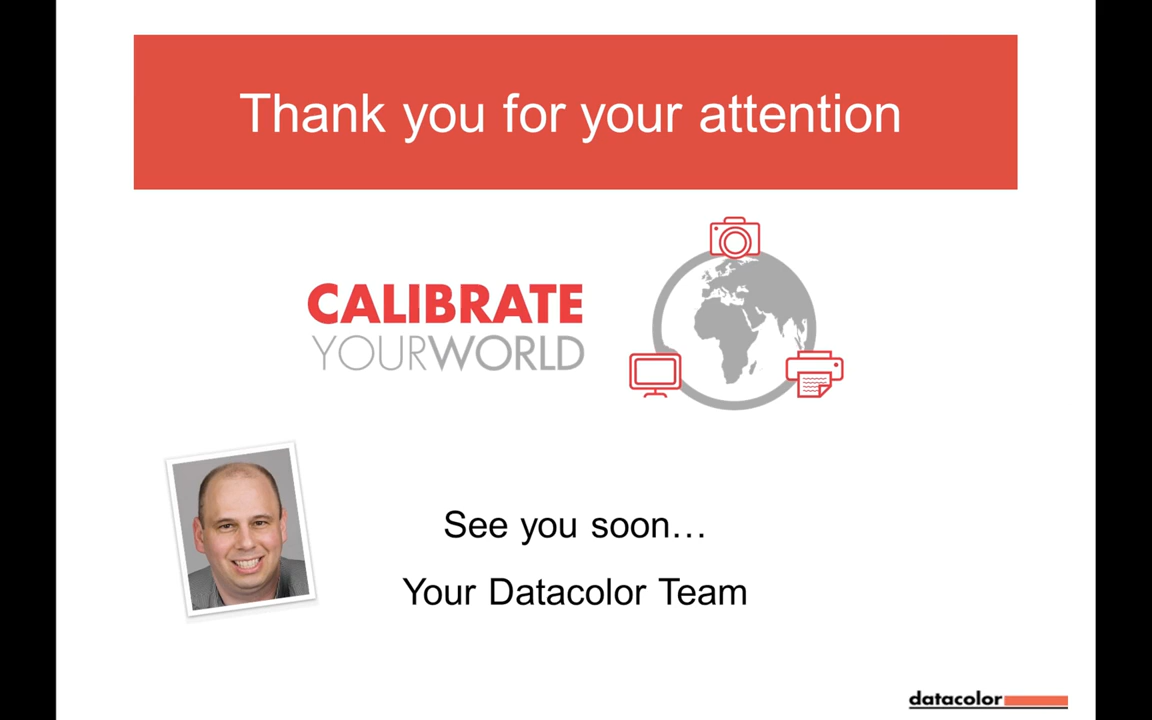 Thank you for your attention
CALIBRATE
YOURWORLD
See you soon…
Your Datacolor Team
datacolor